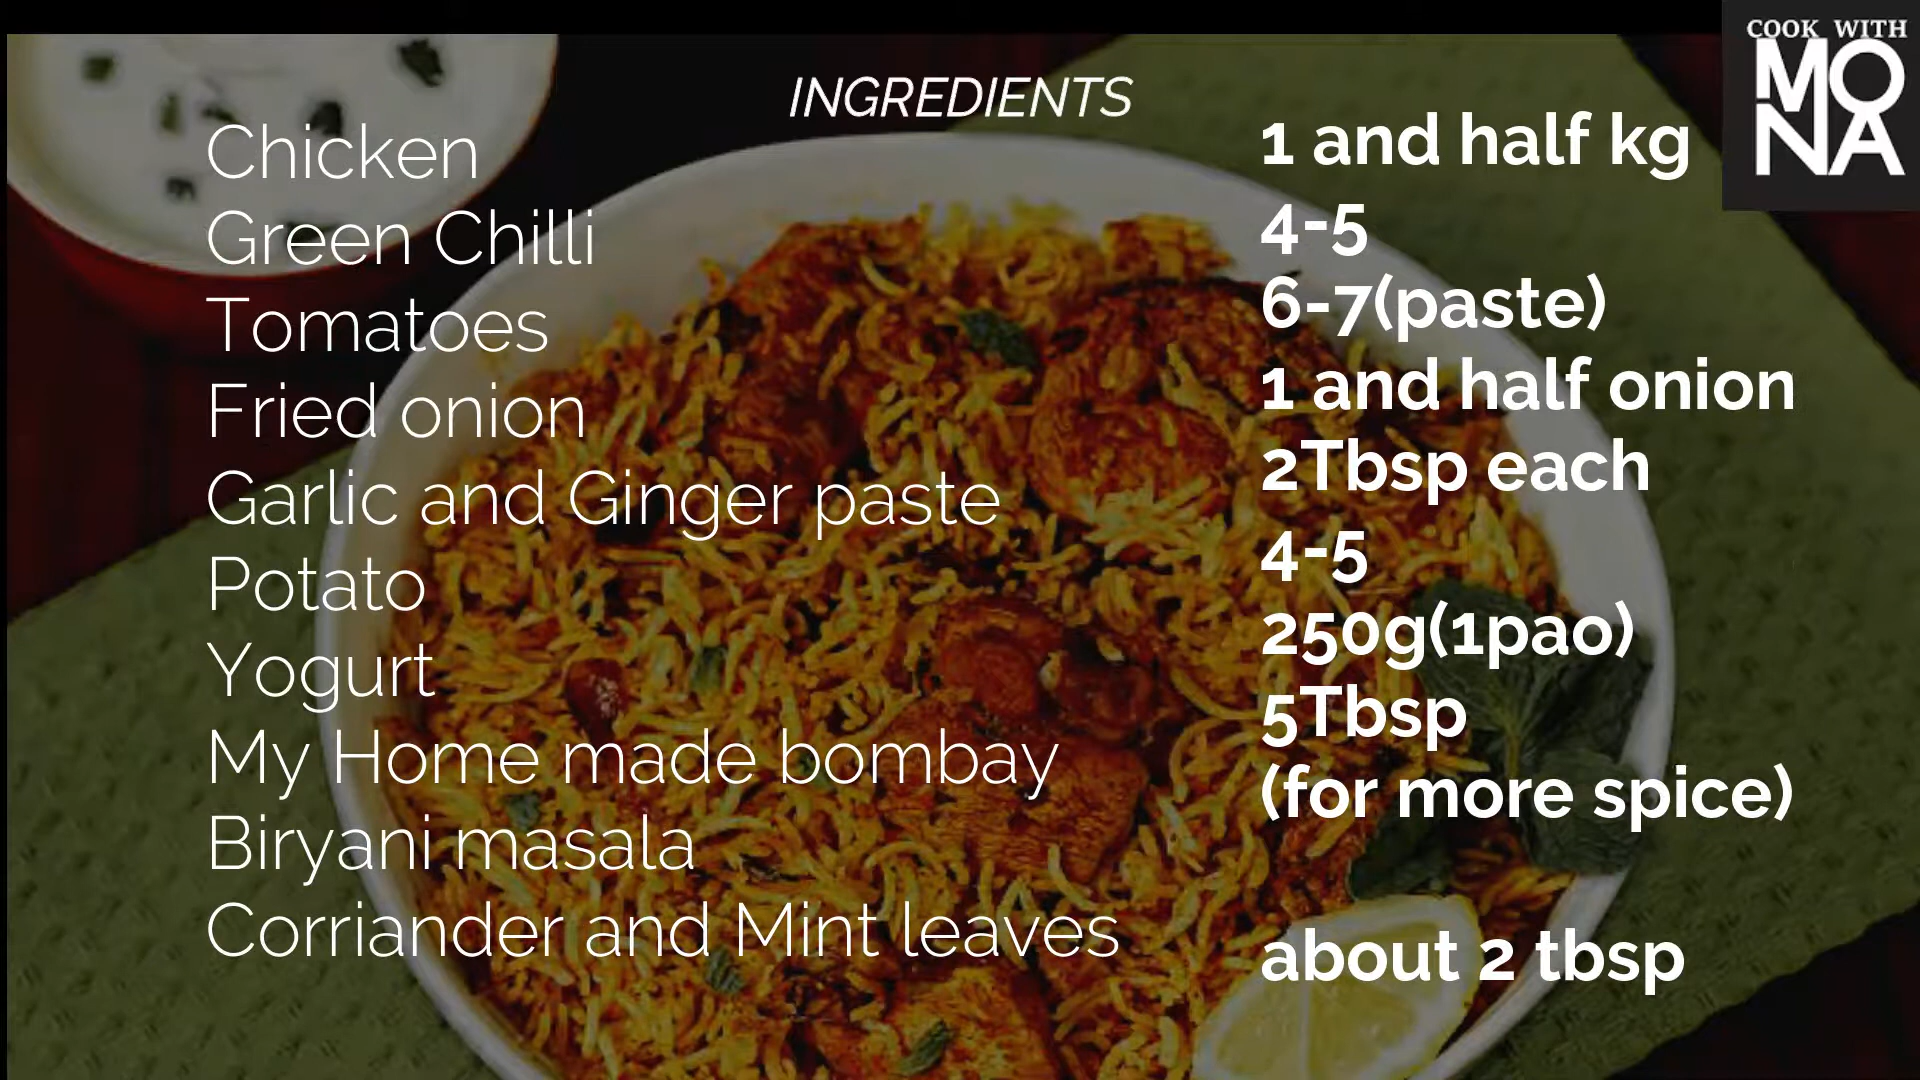 COOK WITH
MONA
INGREDIENTS
Chicken 1 and half kg
Green Chilli 4-5
Tomatoes 6-7(paste)
Fried onion 1 and half onion
Garlic and Ginger paste 2Tbsp each
Potato 4-5
Yogurt 250g(1pao)
My Home made bombay 5Tbsp
Biryani masala (for more spice)
Corriander and Mint leaves about 2 tbsp